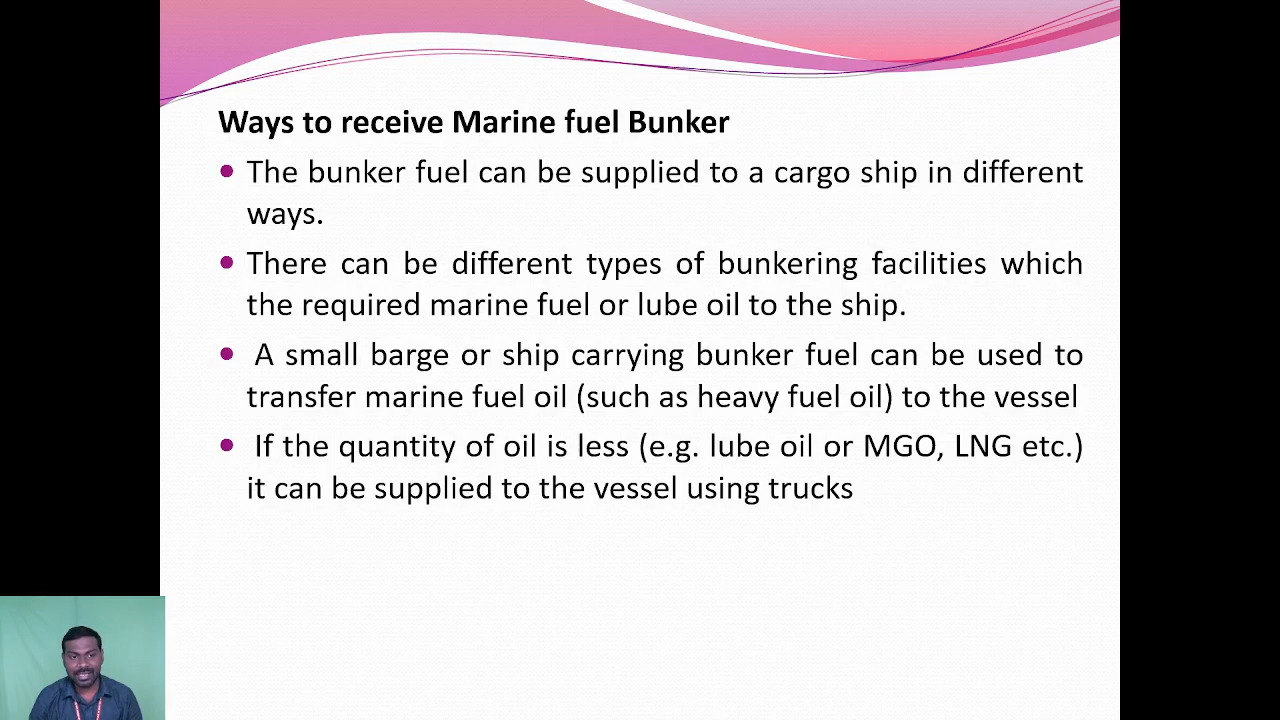 Ways to receive Marine fuel Bunker
• The bunker fuel can be supplied to a cargo ship in different
ways.
• There can be different types of bunkering facilities which
the required marine fuel or lube oil to the ship.
• A small barge or ship carrying bunker fuel can be used to
transfer marine fuel oil (such as heavy fuel oil) to the vessel
• If the quantity of oil is less (e.g. lube oil or MGO, LNG etc.)
it can be supplied to the vessel using trucks